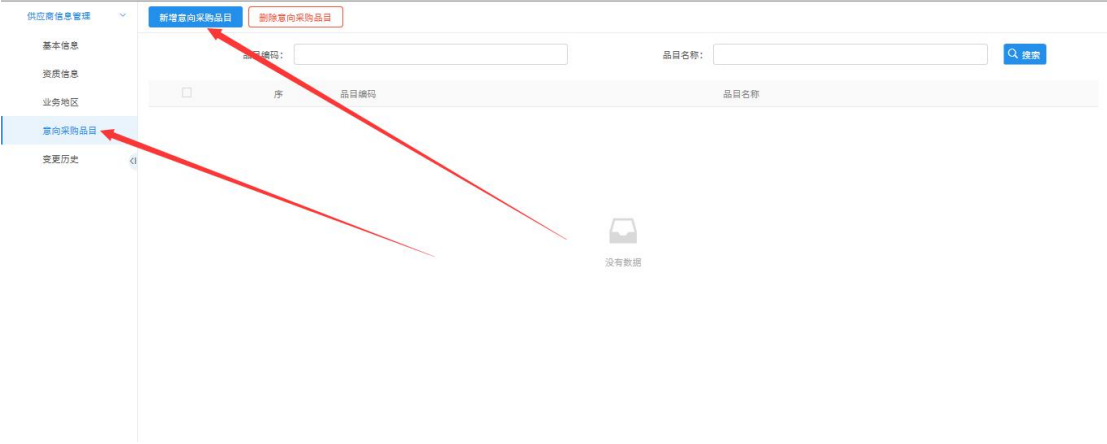 供应商信息管理
基本信息
资质信息
业务地区
意向采购品目
变更历史
新增意向采购品目 删除意向采购品目
品目编码： 品目名称： 搜索
序 品目编码 品目名称
没有数据